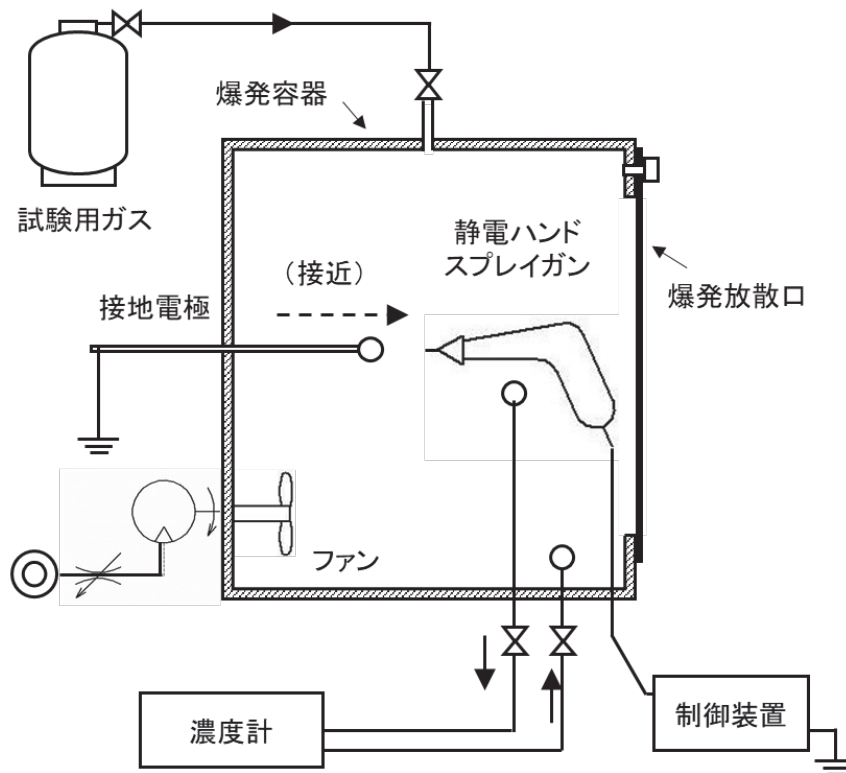 爆発容器
試験用ガス
静電ハンド
スプレイガン
(接近)
接地電極
爆発放散口
ファン
濃度計
制御装置